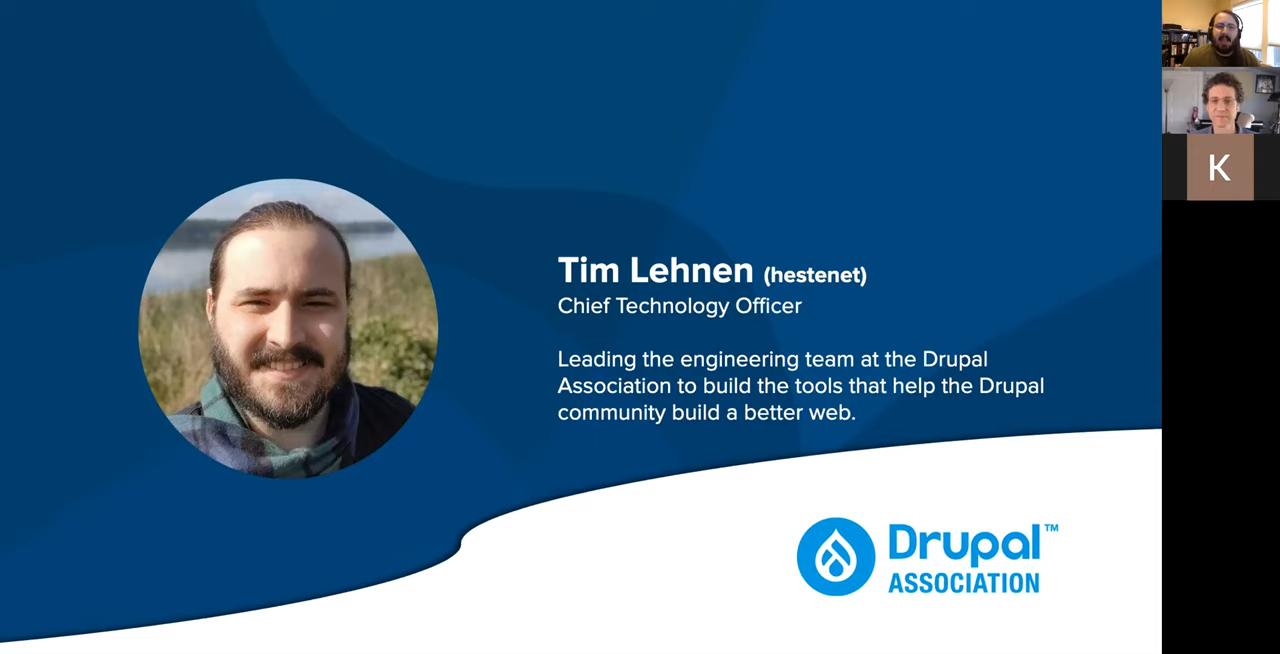 Tim Lehnen (hestenet)
Chief Technology Officer
Leading the engineering team at the Drupal
Association to build the tools that help the Drupal
community build a better web.
Drupal™
ASSOCIATION
K